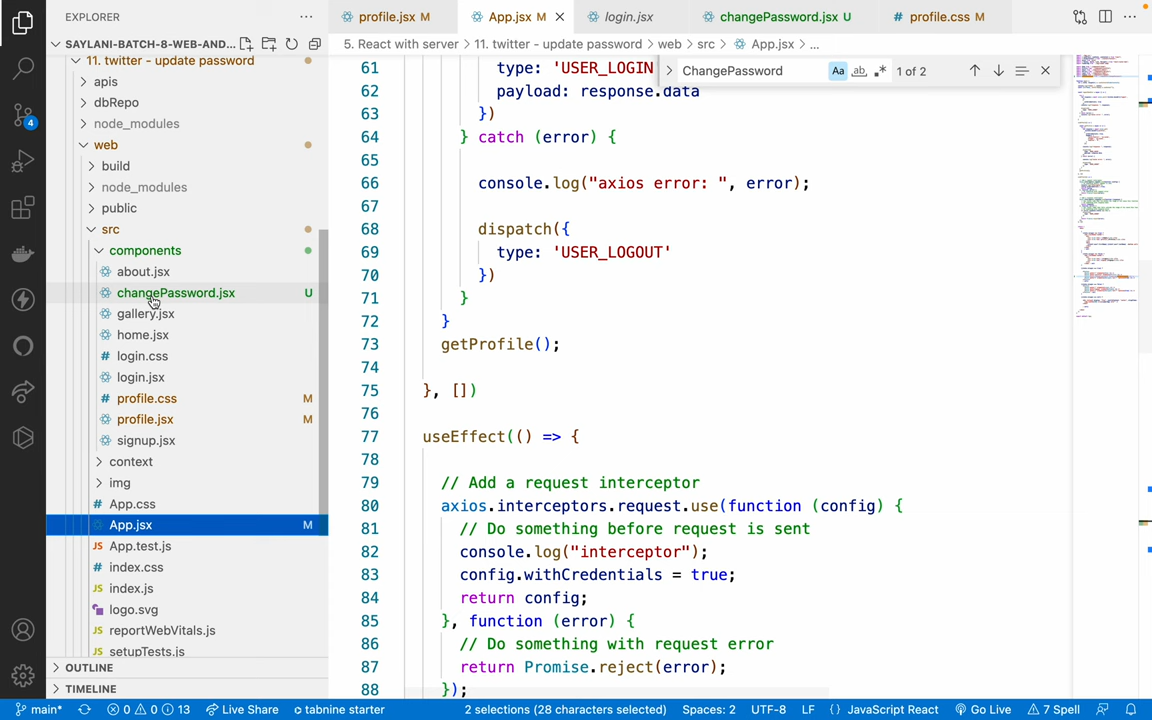 EXPLORER
SAYLANI-BATCH-8-WEB-AND...
11. twitter - update password
apis
dbRepo
node_modules
web
build
node_modules
public
src
components
about.jsx
changePassword.jsx U
gallery.jsx
home.jsx
login.css
login.jsx
profile.css M
profile.jsx M
signup.jsx
context
img
App.css
App.jsx M
App.test.js
index.css
index.js
logo.svg
reportWebVitals.js
setupTests.js
OUTLINE
TIMELINE
4
profile.jsx M App.jsx M login.jsx changePassword.jsx U profile.css M
5. React with server > 11. twitter - update password > web > src > App.jsx > ...
ChangePassword Aa ab 1 of 2
61 type: 'USER_LOGIN
62 payload: response.data
63 })
64 } catch (error) {
65
66 console.log("axios error: ", error);
67
68 dispatch({
69 type: 'USER_LOGOUT'
70 })
71 }
72 }
73 getProfile();
74
75 }, [])
76
77 useEffect(() => {
78
79 // Add a request interceptor
80 axios.interceptors.request.use(function (config) {
81 // Do something before request is sent
82 console.log("interceptor");
83 config.withCredentials = true;
84 return config;
85 }, function (error) {
86 // Do something with request error
87 return Promise.reject(error);
88 });
main* 0 0 13 Live Share tabnine starter 2 selections (28 characters selected) Spaces: 2 UTF-8 LF {} JavaScript React Go Live 7 Spell